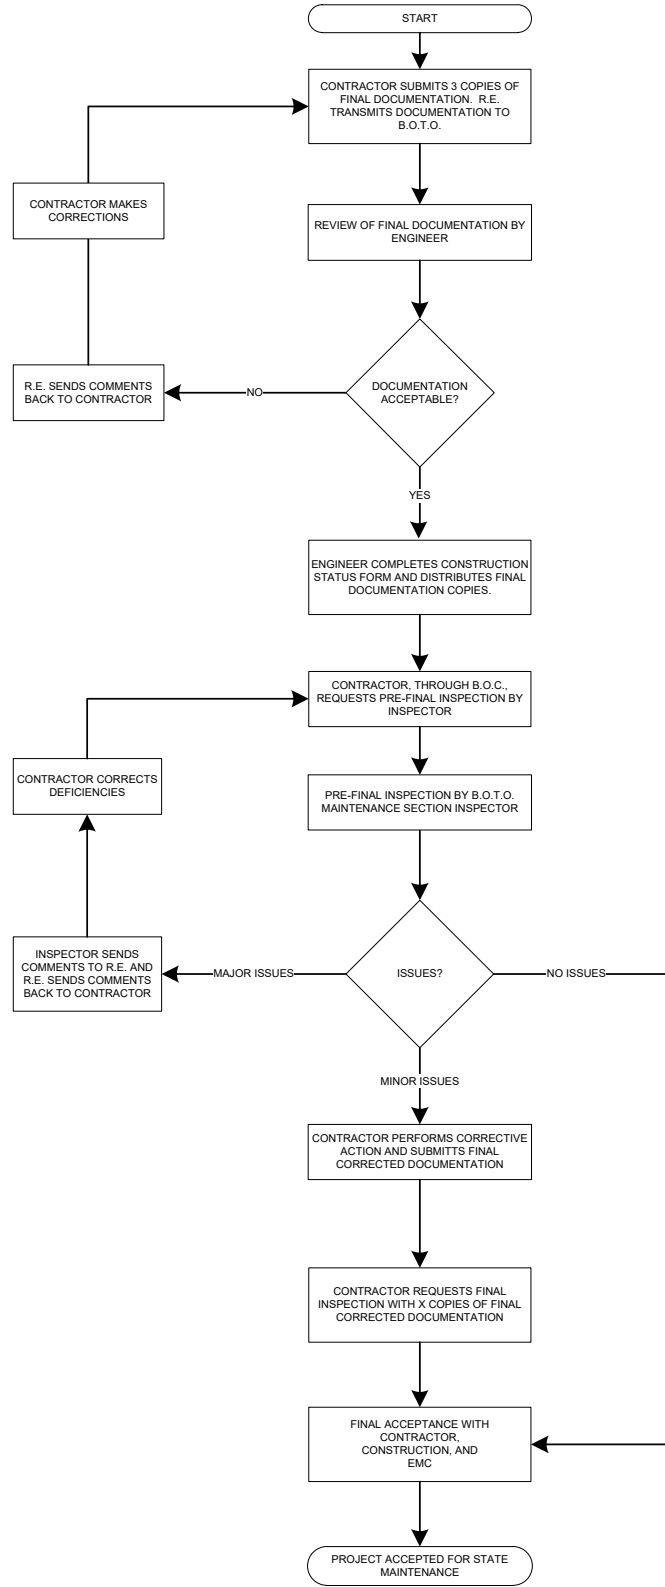 START
CONTRACTOR SUBMITS 3 COPIES OF
FINAL DOCUMENTATION.  R.E.
TRANSMITS DOCUMENTATION TO
B.O.T.O.
CONTRACTOR MAKES
CORRECTIONS
REVIEW OF FINAL DOCUMENTATION BY
ENGINEER
DOCUMENTATION
ACCEPTABLE?
NO
R.E. SENDS COMMENTS
BACK TO CONTRACTOR
YES
ENGINEER COMPLETES CONSTRUCTION
STATUS FORM AND DISTRIBUTES FINAL
DOCUMENTATION COPIES.
CONTRACTOR, THROUGH B.O.C.,
REQUESTS PRE-FINAL INSPECTION BY
INSPECTOR
CONTRACTOR CORRECTS
DEFICIENCIES
PRE-FINAL INSPECTION BY B.O.T.O.
MAINTENANCE SECTION INSPECTOR
INSPECTOR SENDS
COMMENTS TO R.E. AND
R.E. SENDS COMMENTS
BACK TO CONTRACTOR
MAJOR ISSUES
ISSUES?
NO ISSUES
MINOR ISSUES
CONTRACTOR PERFORMS CORRECTIVE
ACTION AND SUBMITTS FINAL
CORRECTED DOCUMENTATION
CONTRACTOR REQUESTS FINAL
INSPECTION WITH X COPIES OF FINAL
CORRECTED DOCUMENTATION
FINAL ACCEPTANCE WITH
CONTRACTOR,
CONSTRUCTION, AND
EMC
PROJECT ACCEPTED FOR STATE
MAINTENANCE